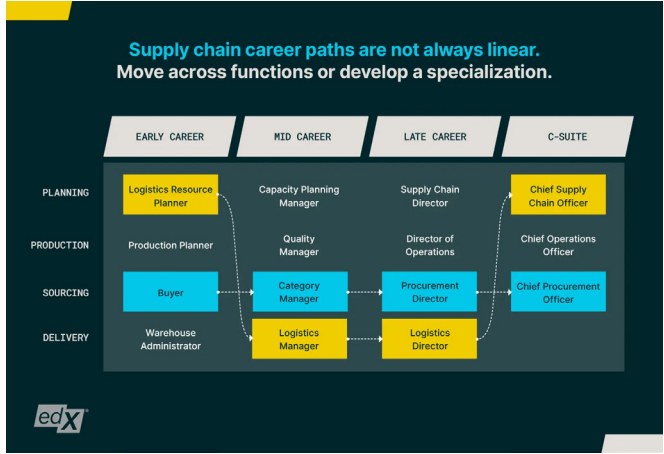 Supply chain career paths are not always linear.
Move across functions or develop a specialization.
EARLY CAREER
MID CAREER
LATE CAREER
C-SUITE
PLANNING
Logistics Resource
Planner
Capacity Planning
Manager
Supply Chain
Director
Chief Supply
Chain Officer
PRODUCTION
Production Planner
Quality
Manager
Director of
Operations
Chief Operations
Officer
SOURCING
Buyer
Category
Manager
Procurement
Director
Chief Procurement
Officer
DELIVERY
Warehouse
Administrator
Logistics
Manager
Logistics
Director
edX